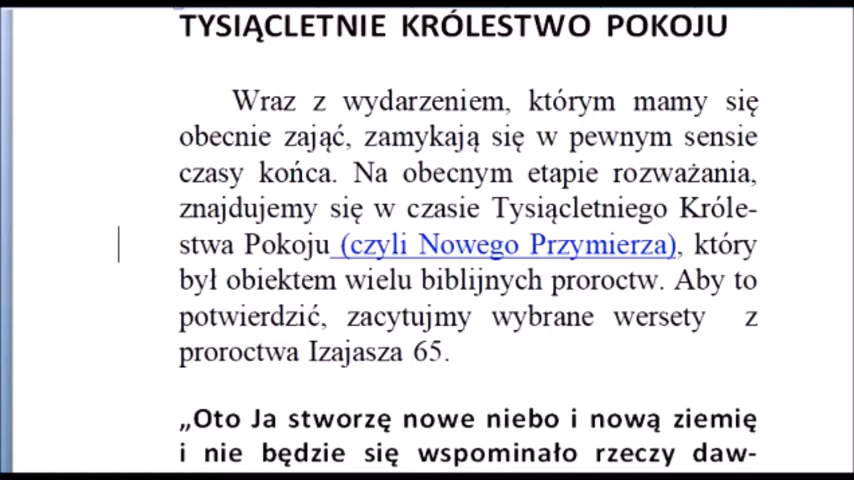 TYSIĄCLETNIE KRÓLESTWO POKOJU
Wraz z wydarzeniem, którym mamy się
obecnie zająć, zamykają się w pewnym sensie
czasy końca. Na obecnym etapie rozważania,
znajdujemy się w czasie Tysiącletniego Króle-
stwa Pokoju (czyli Nowego Przymierza), który
był obiektem wielu biblijnych proroctw. Aby to
potwierdzić, zacytujmy wybrane wersety z
proroctwa Izajasza 65.
„Oto Ja stworzę nowe niebo i nową ziemię
i nie będzie się wspominało rzeczy daw-